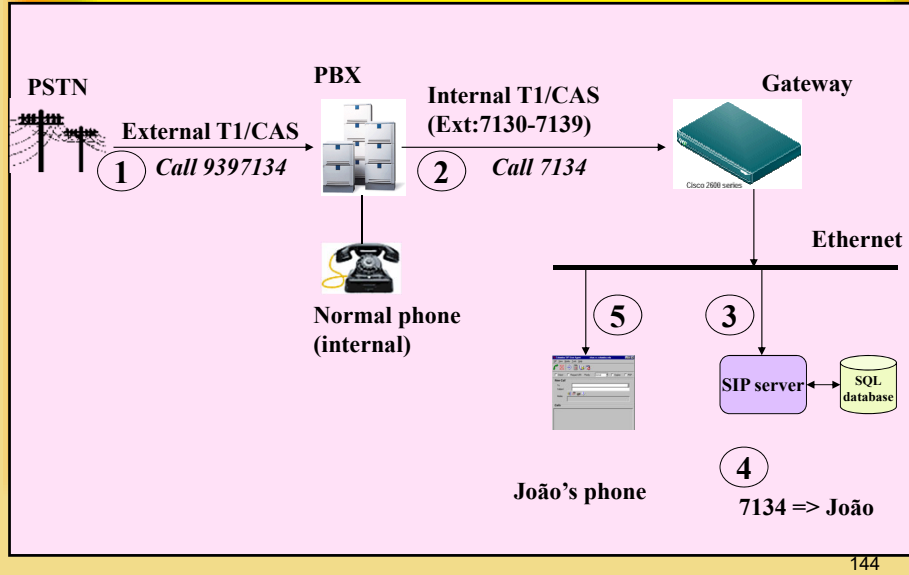 PSTN
PBX
Internal T1/CAS
(Ext:7130-7139)
Gateway
External T1/CAS
1
Call 9397134
2
Call 7134
Cisco 2600 series
Ethernet
Normal phone
(internal)
5
3
SIP server
SQL
database
4
João's phone
7134 => João
144